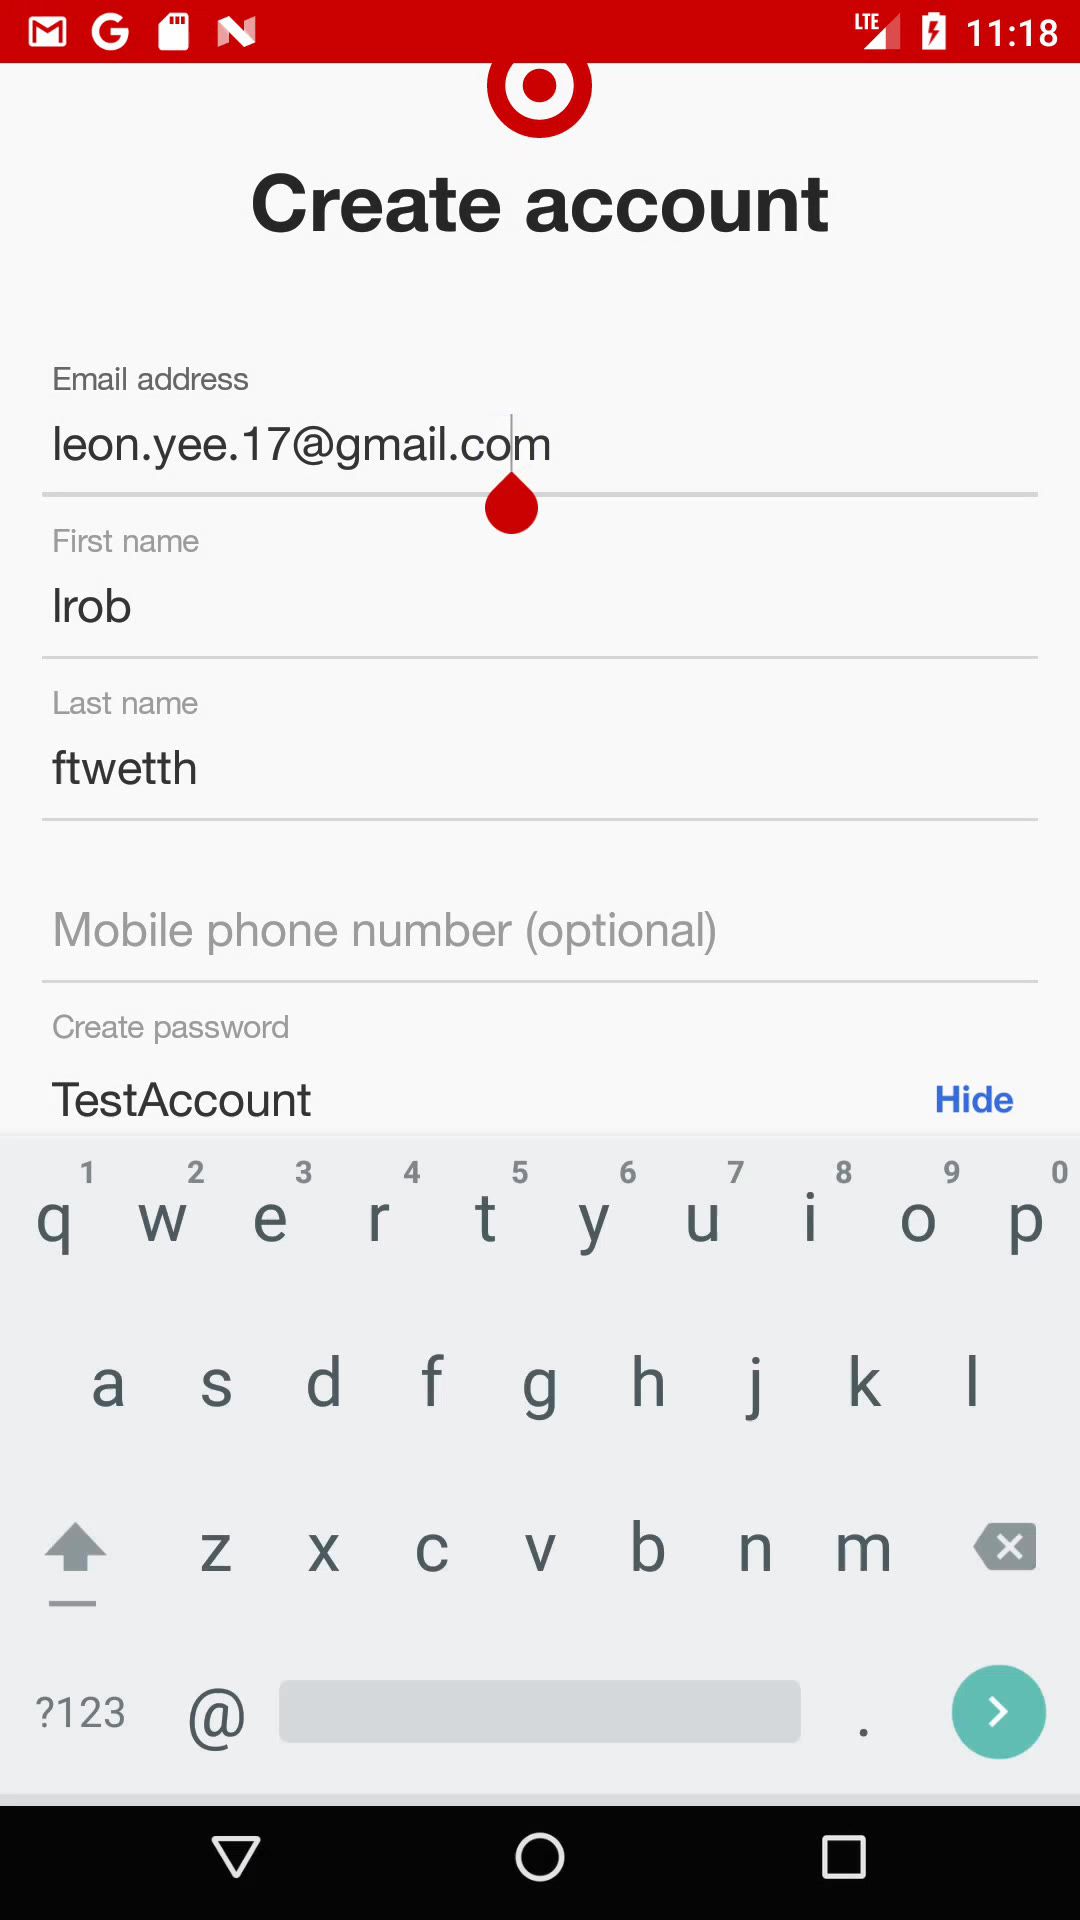 LTE 11:18
Create account
Email address
leon.yee.17@gmail.com
First name
lrob
Last name
ftwetth
Mobile phone number (optional)
Create password
TestAccount Hide
1 2 3 4 5 6 7 8 9 0
q w e r t y u i o p
a s d f g h j k l
z x c v b n m
?123 @ .